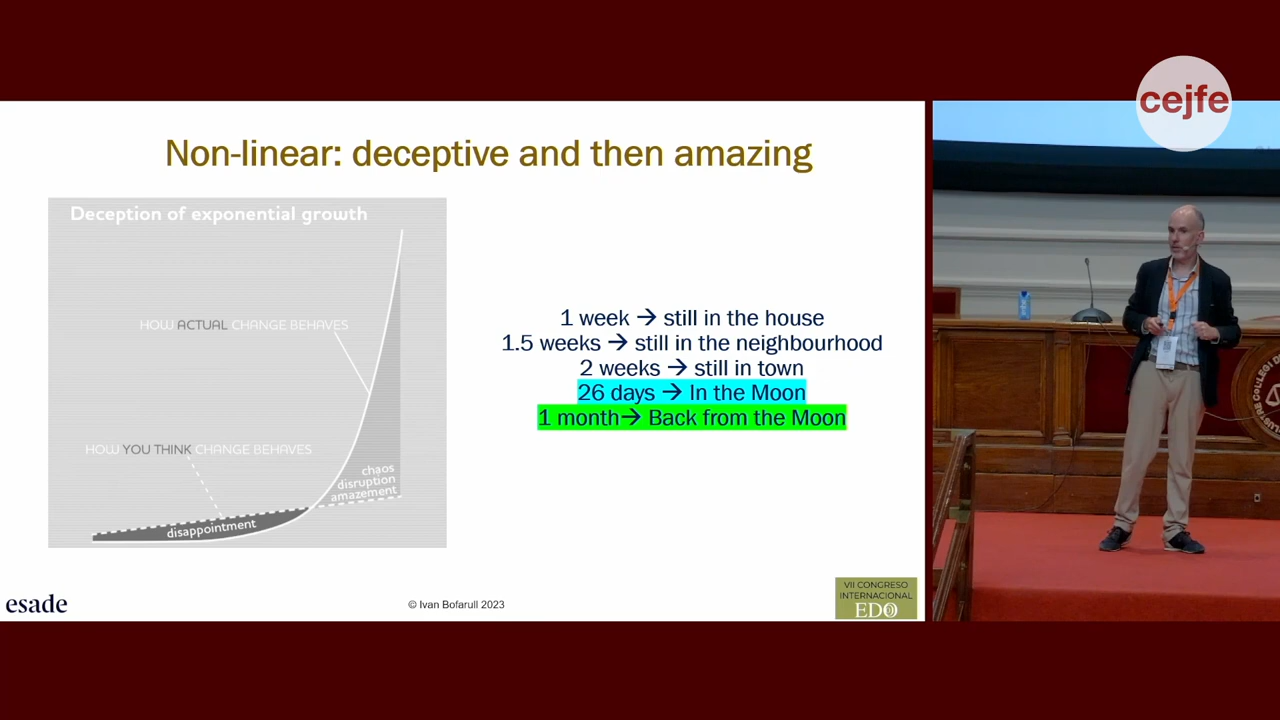 cejfe
Non-linear: deceptive and then amazing
Deception of exponential growth
HOW ACTUAL CHANGE BEHAVES
HOW YOU THINK CHANGE BEHAVES
chaos
disruption
amazement
disappointment
1 week → still in the house
1.5 weeks → still in the neighbourhood
2 weeks → still in town
26 days → In the Moon
1 month→ Back from the Moon
esade
© Ivan Bofarull 2023
VII CONGRESO
INTERNACIONAL
EDO